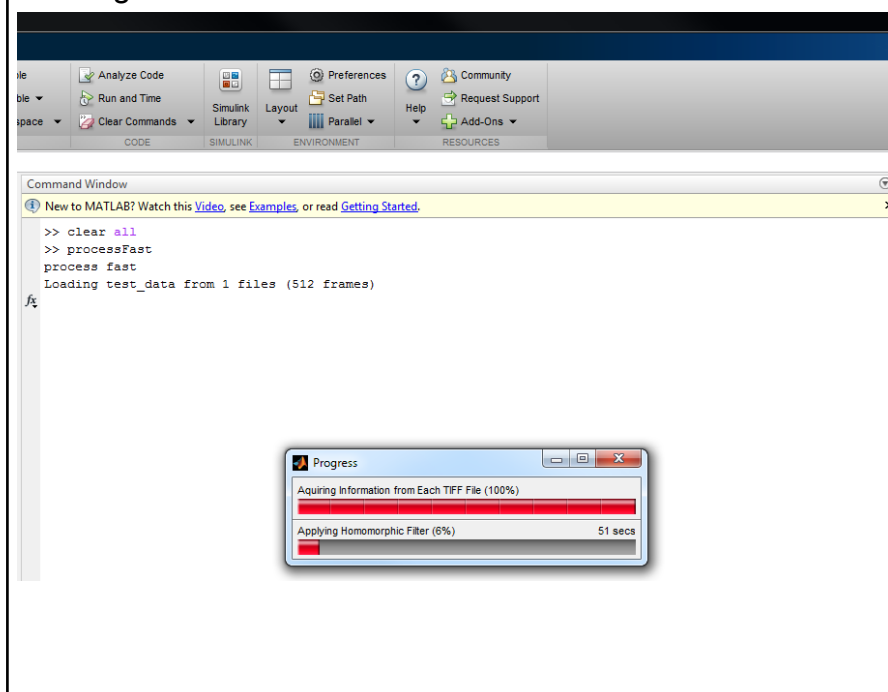 Analyze Code
Run and Time
Clear Commands
Simulink
Library
Layout
Preferences
Set Path
Parallel
Help
Community
Request Support
Add-Ons
CODE
SIMULINK
ENVIRONMENT
RESOURCES
Command Window
New to MATLAB? Watch this Video, see Examples, or read Getting Started.
>> clear all
>> processFast
process fast
Loading test_data from 1 files (512 frames)
fx
Progress
Aquiring Information from Each TIFF File (100%)
Applying Homomorphic Filter (6%) 51 secs